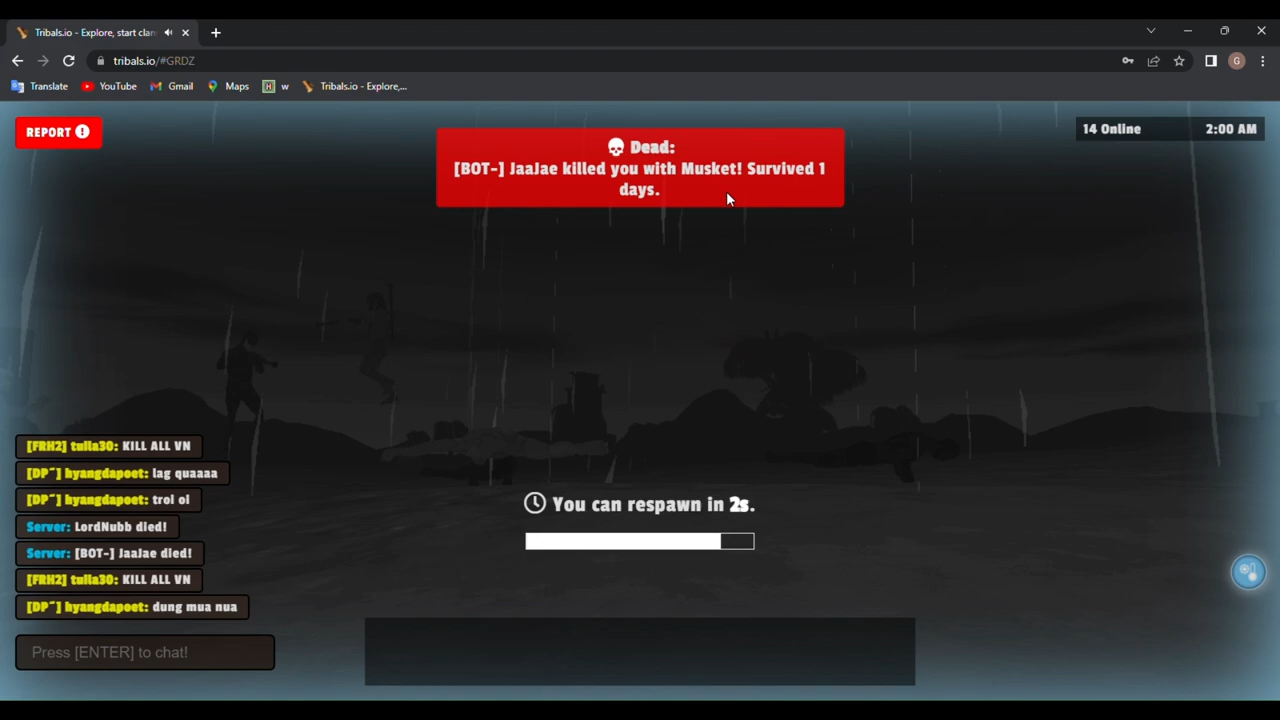 Tribals.io - Explore, start clan
tribals.io/#GRDZ
G
Translate YouTube Gmail Maps w Tribals.io - Explore,...
REPORT
14 Online 2:00 AM
Dead:
[BOT-] JaaJae killed you with Musket! Survived 1
days.
You can respawn in 2s.
[FRH2] tulla30: KILL ALL VN
[DP~] hyangdapoet: lag quaaaa
[DP~] hyangdapoet: troi oi
Server: LordNubb died!
Server: [BOT-] JaaJae died!
[FRH2] tulla30: KILL ALL VN
[DP~] hyangdapoet: dung mua nua
Press [ENTER] to chat!